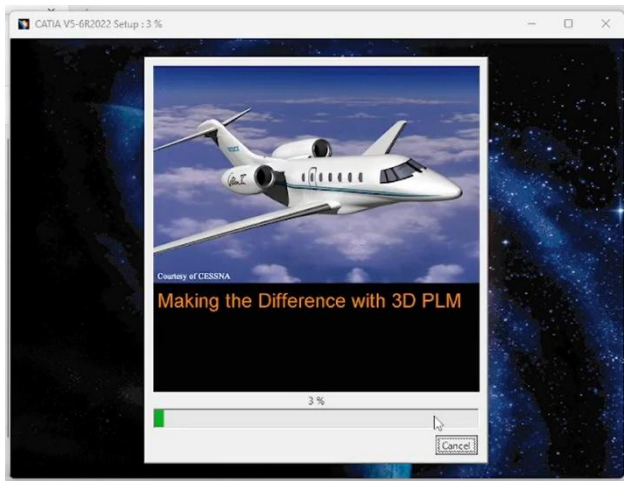 CATIA V5-6R2022 Setup : 3 %
Courtesy of CESSNA
Making the Difference with 3D PLM
3 %
Cancel